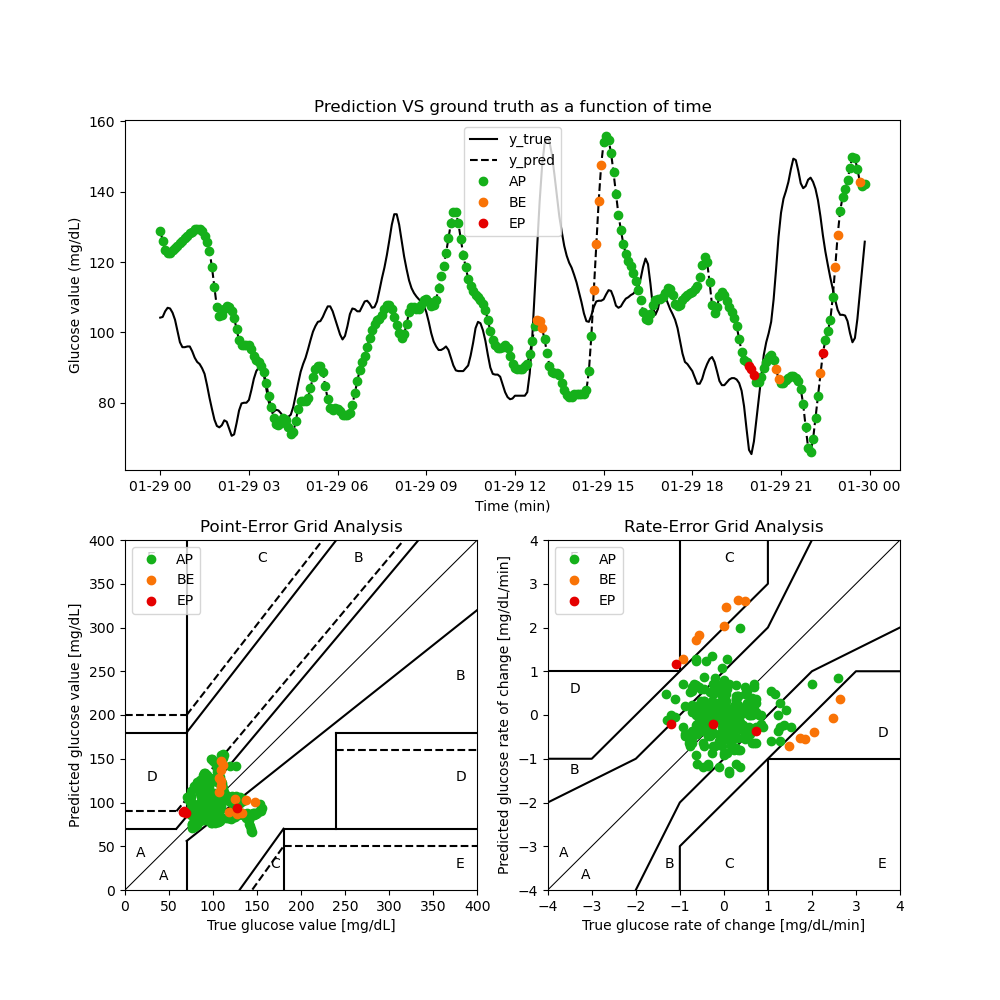 Prediction VS ground truth as a function of time
Glucose value (mg/dL)
160
140
120
100
80
y_true
y_pred
AP
BE
EP
01-29 00 01-29 03 01-29 06 01-29 09 01-29 12 01-29 15 01-29 18 01-29 21 01-30 00
Time (min)
Point-Error Grid Analysis
Predicted glucose value [mg/dL]
400
350
300
250
200
150
100
50
0
AP
BE
EP
C
B
B
D
D
A
A
C
E
0 50 100 150 200 250 300 350 400
True glucose value [mg/dL]
Rate-Error Grid Analysis
Predicted glucose rate of change [mg/dL/min]
4
3
2
1
0
−1
−2
−3
−4
AP
BE
EP
C
D
D
B
A
A
B
C
E
−4 −3 −2 −1 0 1 2 3 4
True glucose rate of change [mg/dL/min]